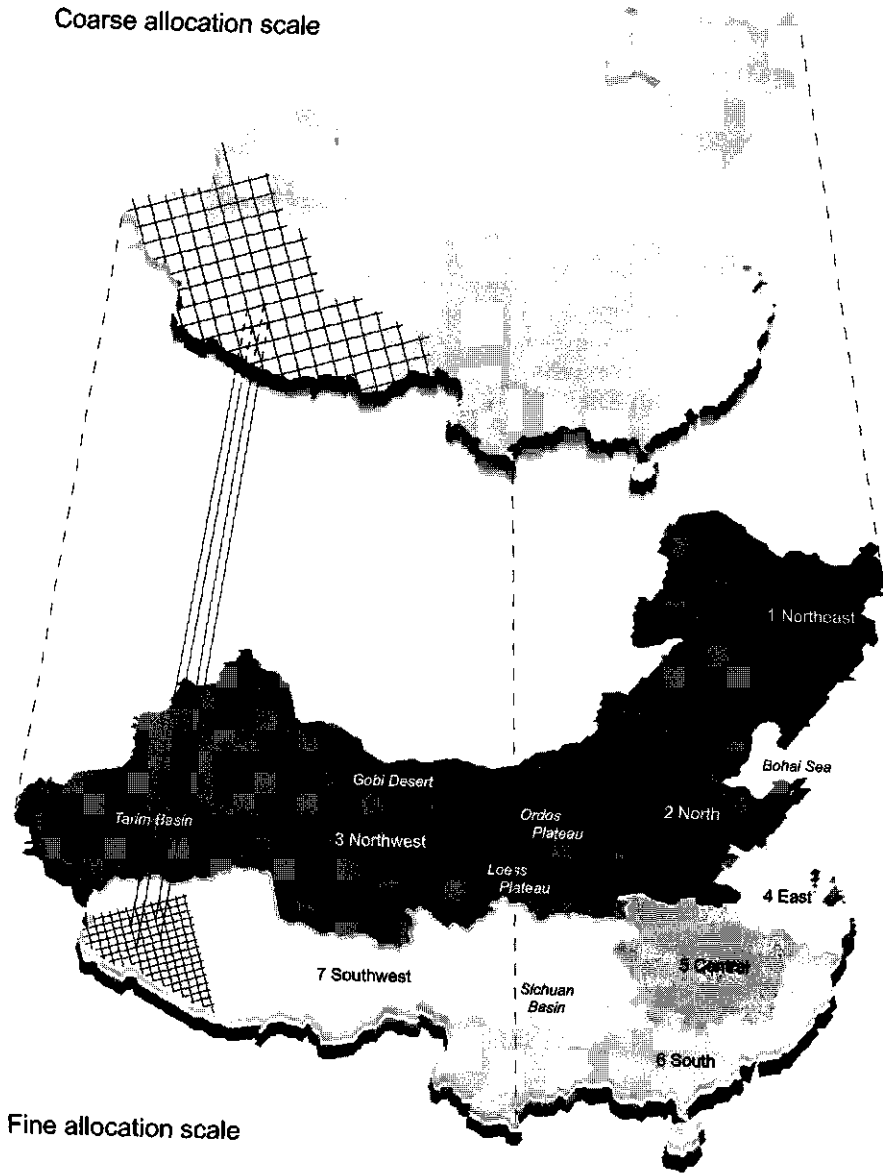 Coarse allocation scale
1 Northeast
Bohai Sea
Gobi Desert
Tarim Basin
Ordos
Plateau
2 North
3 Northwest
Loess
Plateau
4 East
5 Central
7 Southwest
Sichuan
Basin
6 South
Fine allocation scale